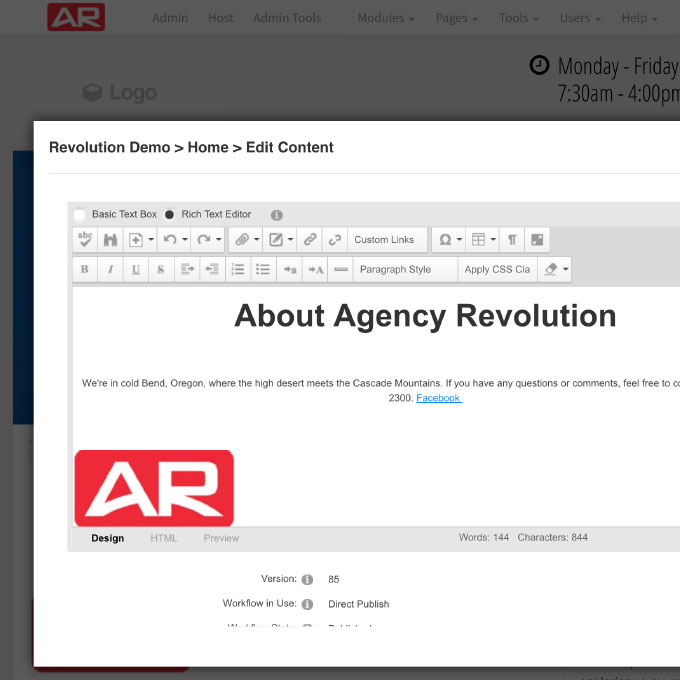 AR Admin Host Admin Tools Modules Pages Tools Users Help
Logo
Monday - Friday
7:30am - 4:00pm
Revolution Demo > Home > Edit Content
Basic Text Box Rich Text Editor
abc Custom Links Ω ¶
B I U S Paragraph Style Apply CSS Cla
About Agency Revolution
We're in cold Bend, Oregon, where the high desert meets the Cascade Mountains. If you have any questions or comments, feel free to
2300. Facebook
AR
Design HTML Preview Words: 144 Characters: 844
Version: 85
Workflow in Use: Direct Publish